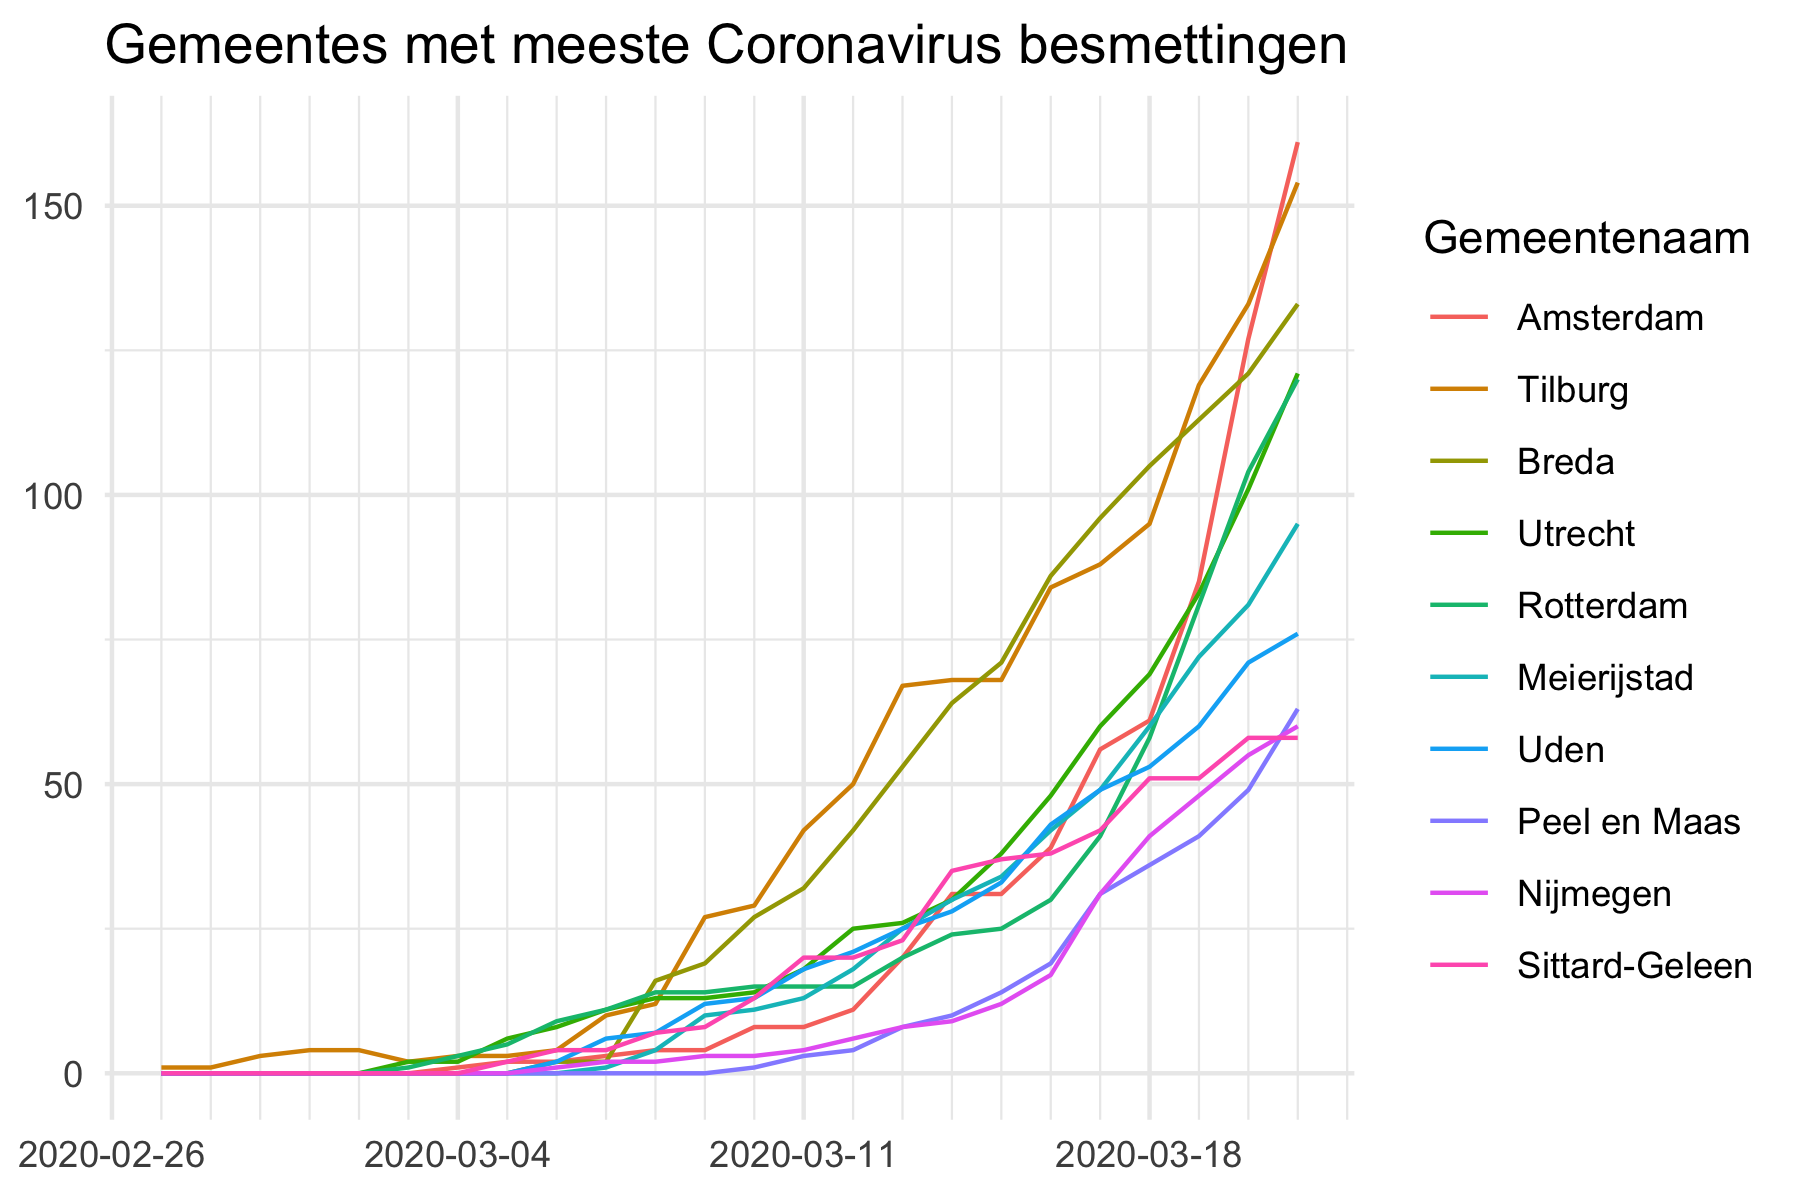 Gemeentes met meeste Coronavirus besmettingen
150
100
50
0
2020-02-26
2020-03-04
2020-03-11
2020-03-18
Gemeentenaam
Amsterdam
Tilburg
Breda
Utrecht
Rotterdam
Meierijstad
Uden
Peel en Maas
Nijmegen
Sittard-Geleen